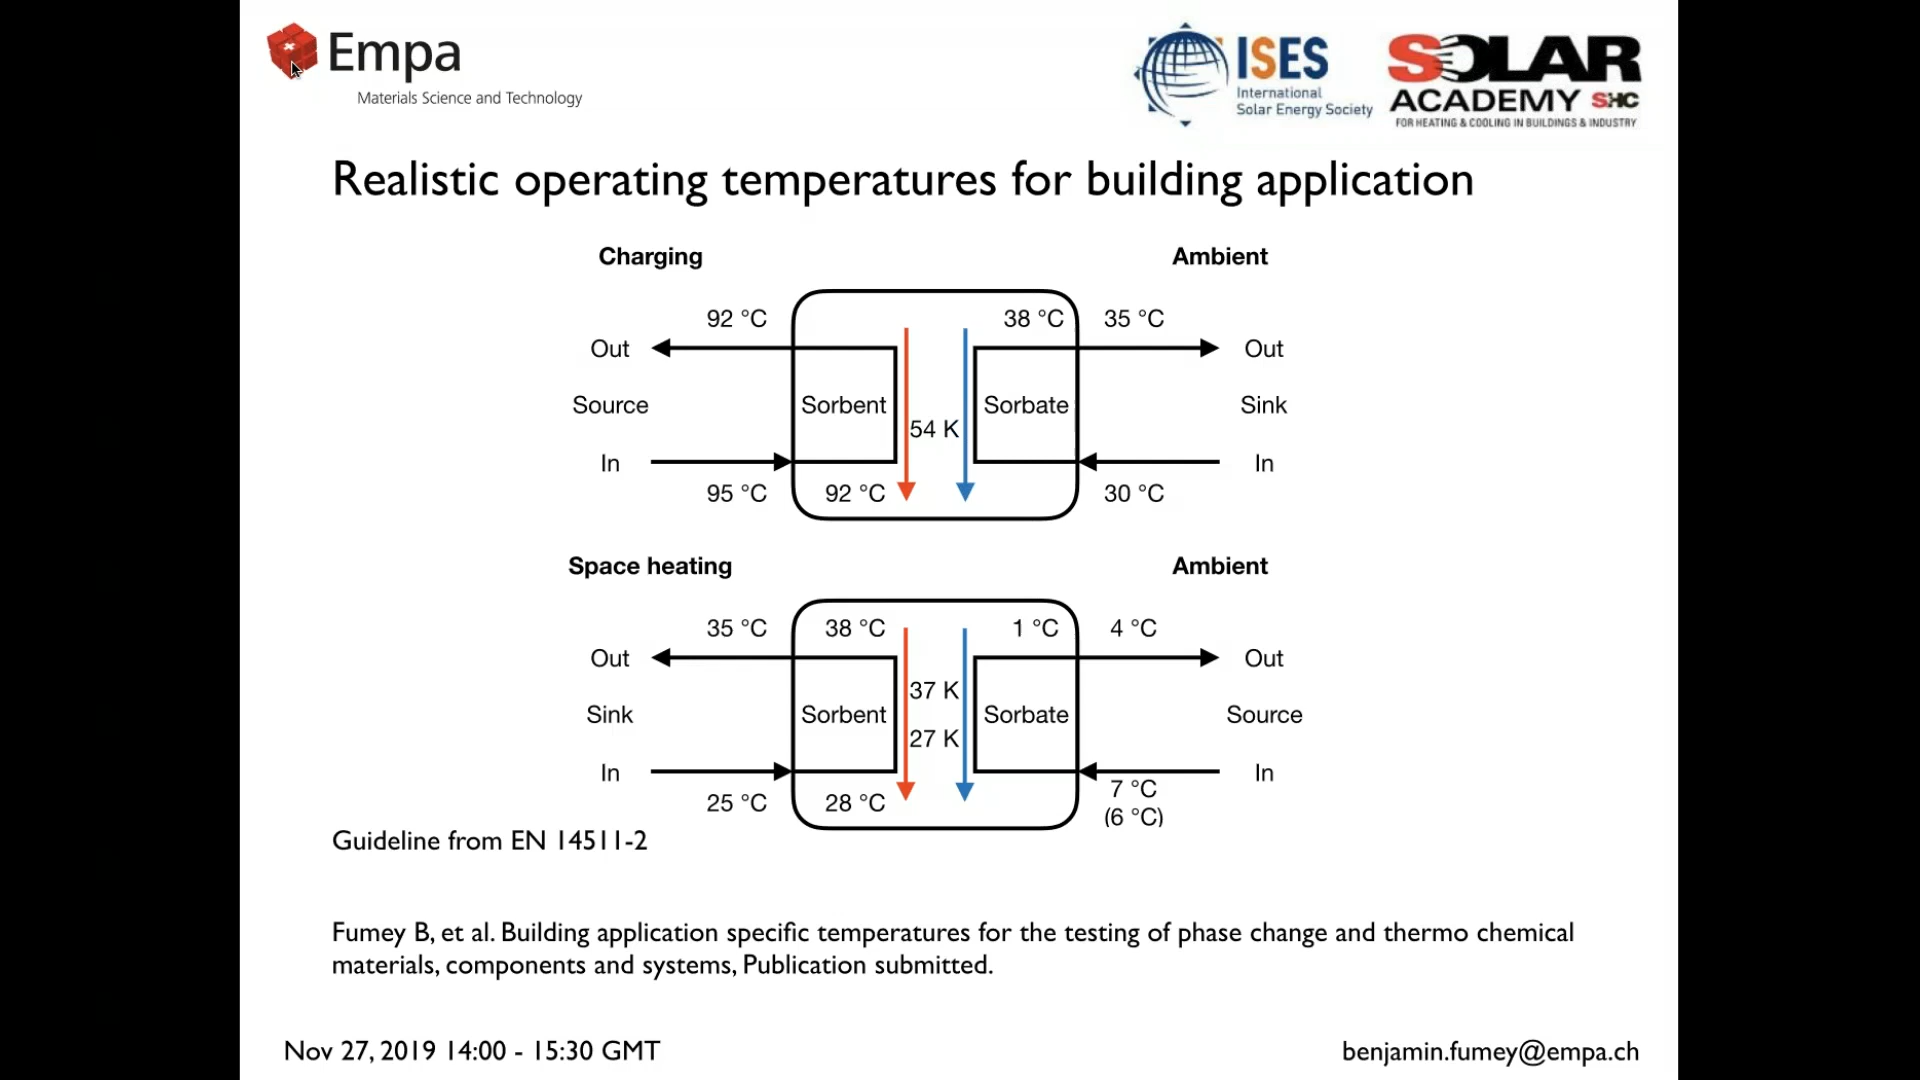 Empa
Materials Science and Technology
ISES
International
Solar Energy Society
SOLAR
ACADEMY SHC
FOR HEATING & COOLING IN BUILDINGS & INDUSTRY
Realistic operating temperatures for building application
Charging
Ambient
92 °C
38 °C
35 °C
Out
Out
Source
Sorbent
Sorbate
Sink
54 K
In
In
95 °C
92 °C
30 °C
Space heating
Ambient
35 °C
38 °C
1 °C
4 °C
Out
Out
37 K
Sink
Sorbent
Sorbate
Source
27 K
In
In
25 °C
28 °C
7 °C
(6 °C)
Guideline from EN 14511-2
Fumey B, et al. Building application specific temperatures for the testing of phase change and thermo chemical
materials, components and systems, Publication submitted.
Nov 27, 2019 14:00 - 15:30 GMT
benjamin.fumey@empa.ch